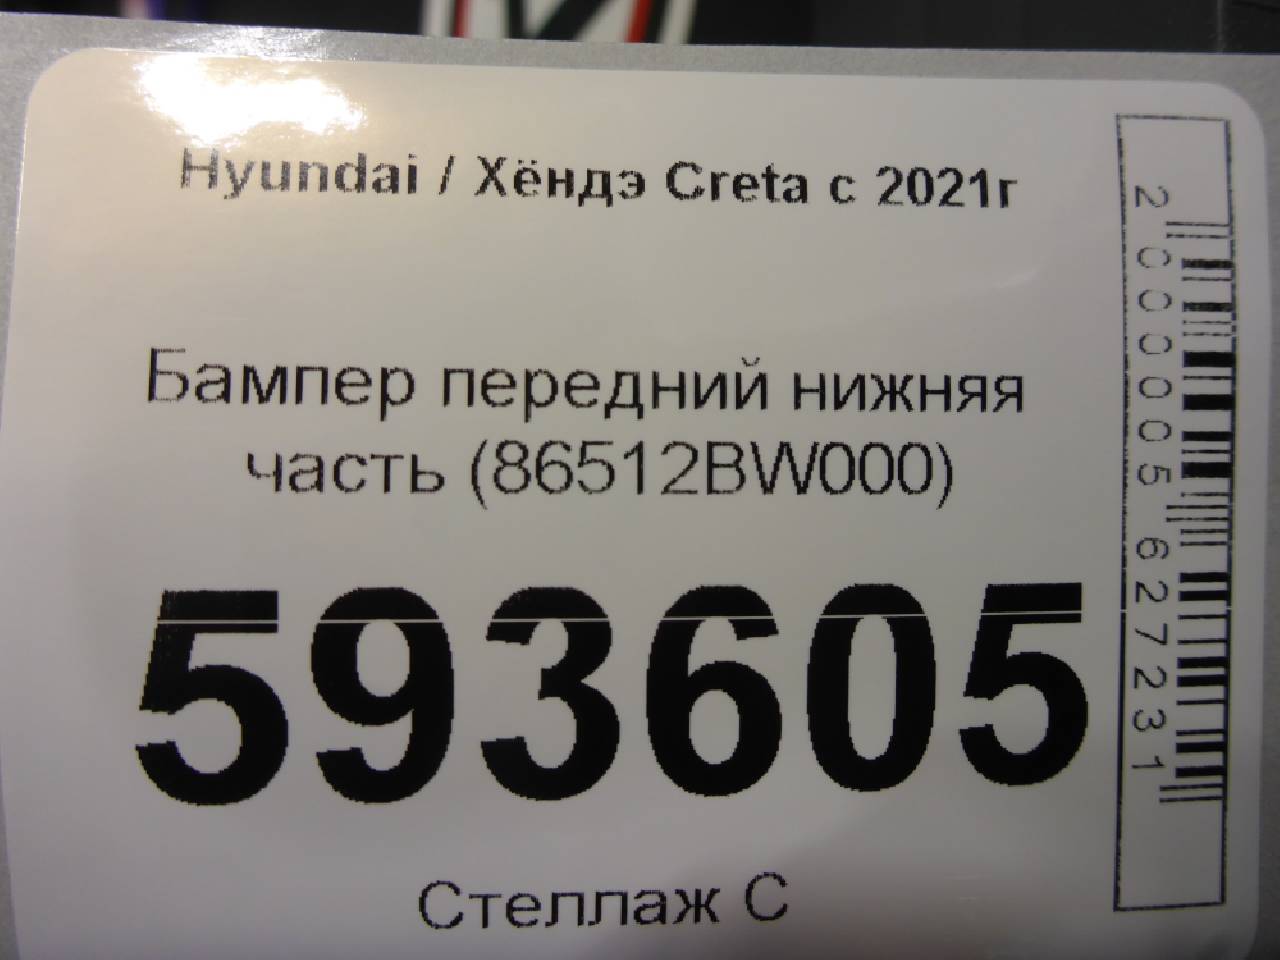 Hyundai / Хёндэ Creta с 2021г
Бампер передний нижняя
часть (86512BW000)
593605
Стеллаж С
2000005627231